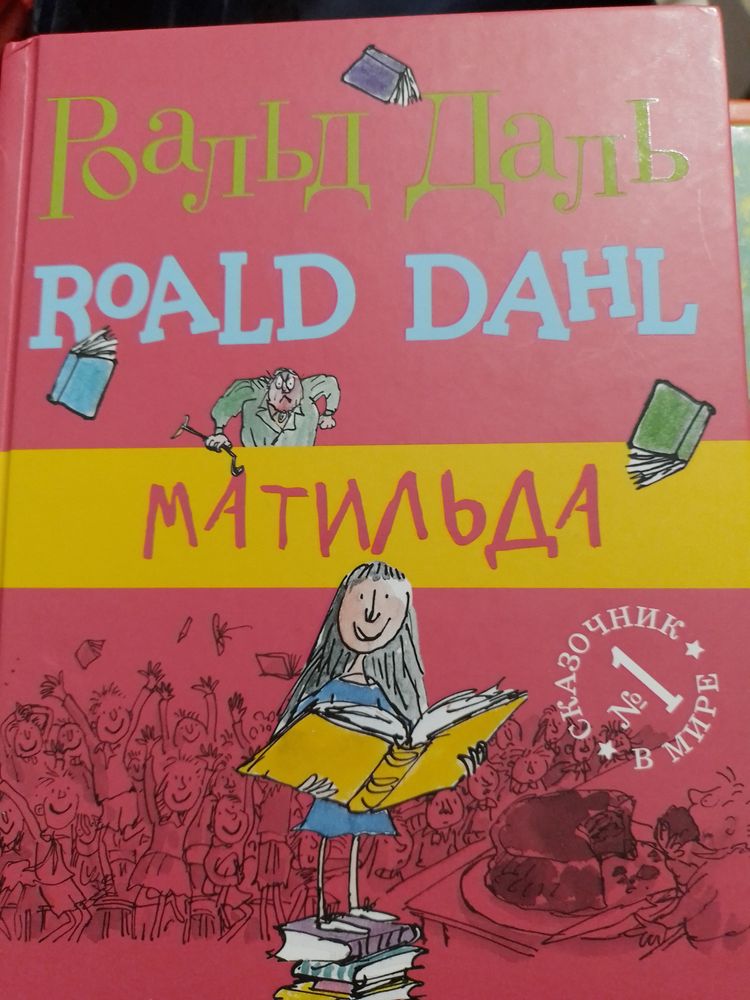 Роальд Даль
ROALD DAHL
МАТИЛЬДА
СКАЗОЧНИК
№1
В МИРЕ